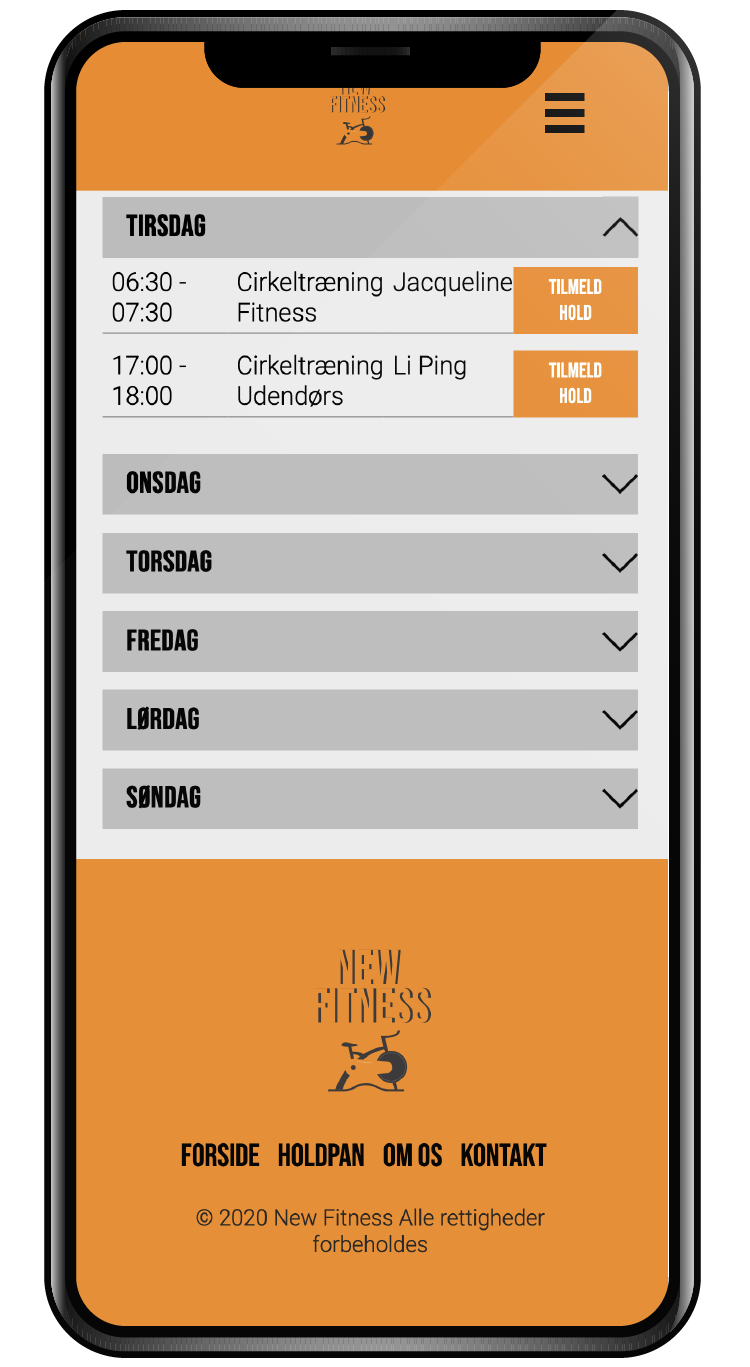 NEW
FITNESS
TIRSDAG
06:30 - Cirkeltræning Jacqueline TILMELD
07:30 Fitness HOLD
17:00 - Cirkeltræning Li Ping TILMELD
18:00 Udendørs HOLD
ONSDAG
TORSDAG
FREDAG
LØRDAG
SØNDAG
NEW
FITNESS
FORSIDE HOLDPAN OM OS KONTAKT
© 2020 New Fitness Alle rettigheder
forbeholdes